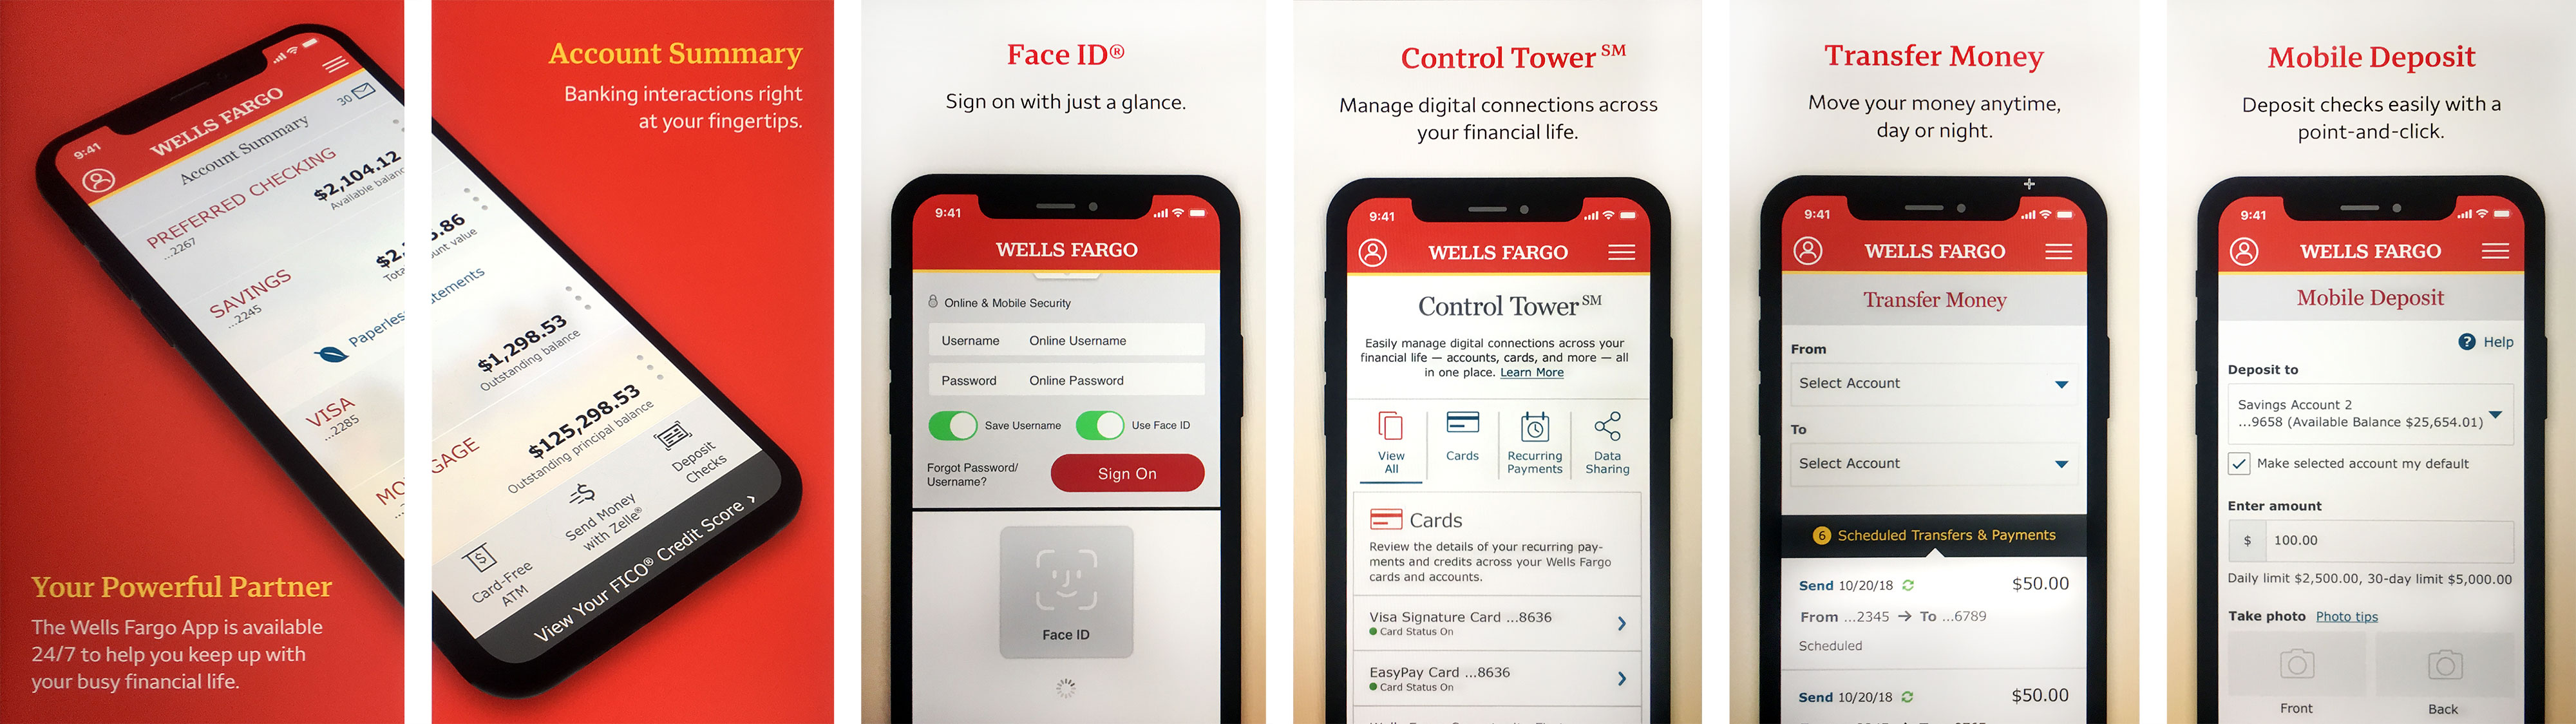 9:41
WELLS FARGO
30
Account Summary
PREFERRED CHECKING
...2267
$2,104.12
Available balanc
SAVINGS
...2245
$2,
Tota
Paperles
VISA
...2285
MO
Your Powerful Partner
The Wells Fargo App is available
24/7 to help you keep up with
your busy financial life.
Account Summary
Banking interactions right
at your fingertips.
.86
unt value
tements
$1,298.53
Outstanding balance
GAGE
$125,298.53
Outstanding principal balance
Card-Free
ATM
Send Money
with Zelle®
Deposit
Checks
View Your FICO® Credit Score ›
Face ID®
Sign on with just a glance.
9:41
WELLS FARGO
Online & Mobile Security
Username Online Username
Password Online Password
Save Username Use Face ID
Forgot Password/
Username?
Sign On
Face ID
Control Tower SM
Manage digital connections across
your financial life.
9:41
WELLS FARGO
Control Tower SM
Easily manage digital connections across your
financial life — accounts, cards, and more — all
in one place. Learn More
View
All
Cards
Recurring
Payments
Data
Sharing
Cards
Review the details of your recurring pay-
ments and credits across your Wells Fargo
cards and accounts.
Visa Signature Card ...8636
Card Status On
EasyPay Card ...8636
Card Status On
Transfer Money
Move your money anytime,
day or night.
9:41
WELLS FARGO
Transfer Money
From
Select Account
To
Select Account
6 Scheduled Transfers & Payments
Send 10/20/18 $50.00
From ...2345 → To ...6789
Scheduled
Send 10/20/18 $50.00
Mobile Deposit
Deposit checks easily with a
point-and-click.
9:41
WELLS FARGO
Mobile Deposit
? Help
Deposit to
Savings Account 2
...9658 (Available Balance $25,654.01)
Make selected account my default
Enter amount
$ 100.00
Daily limit $2,500.00, 30-day limit $5,000.00
Take photo Photo tips
Front
Back